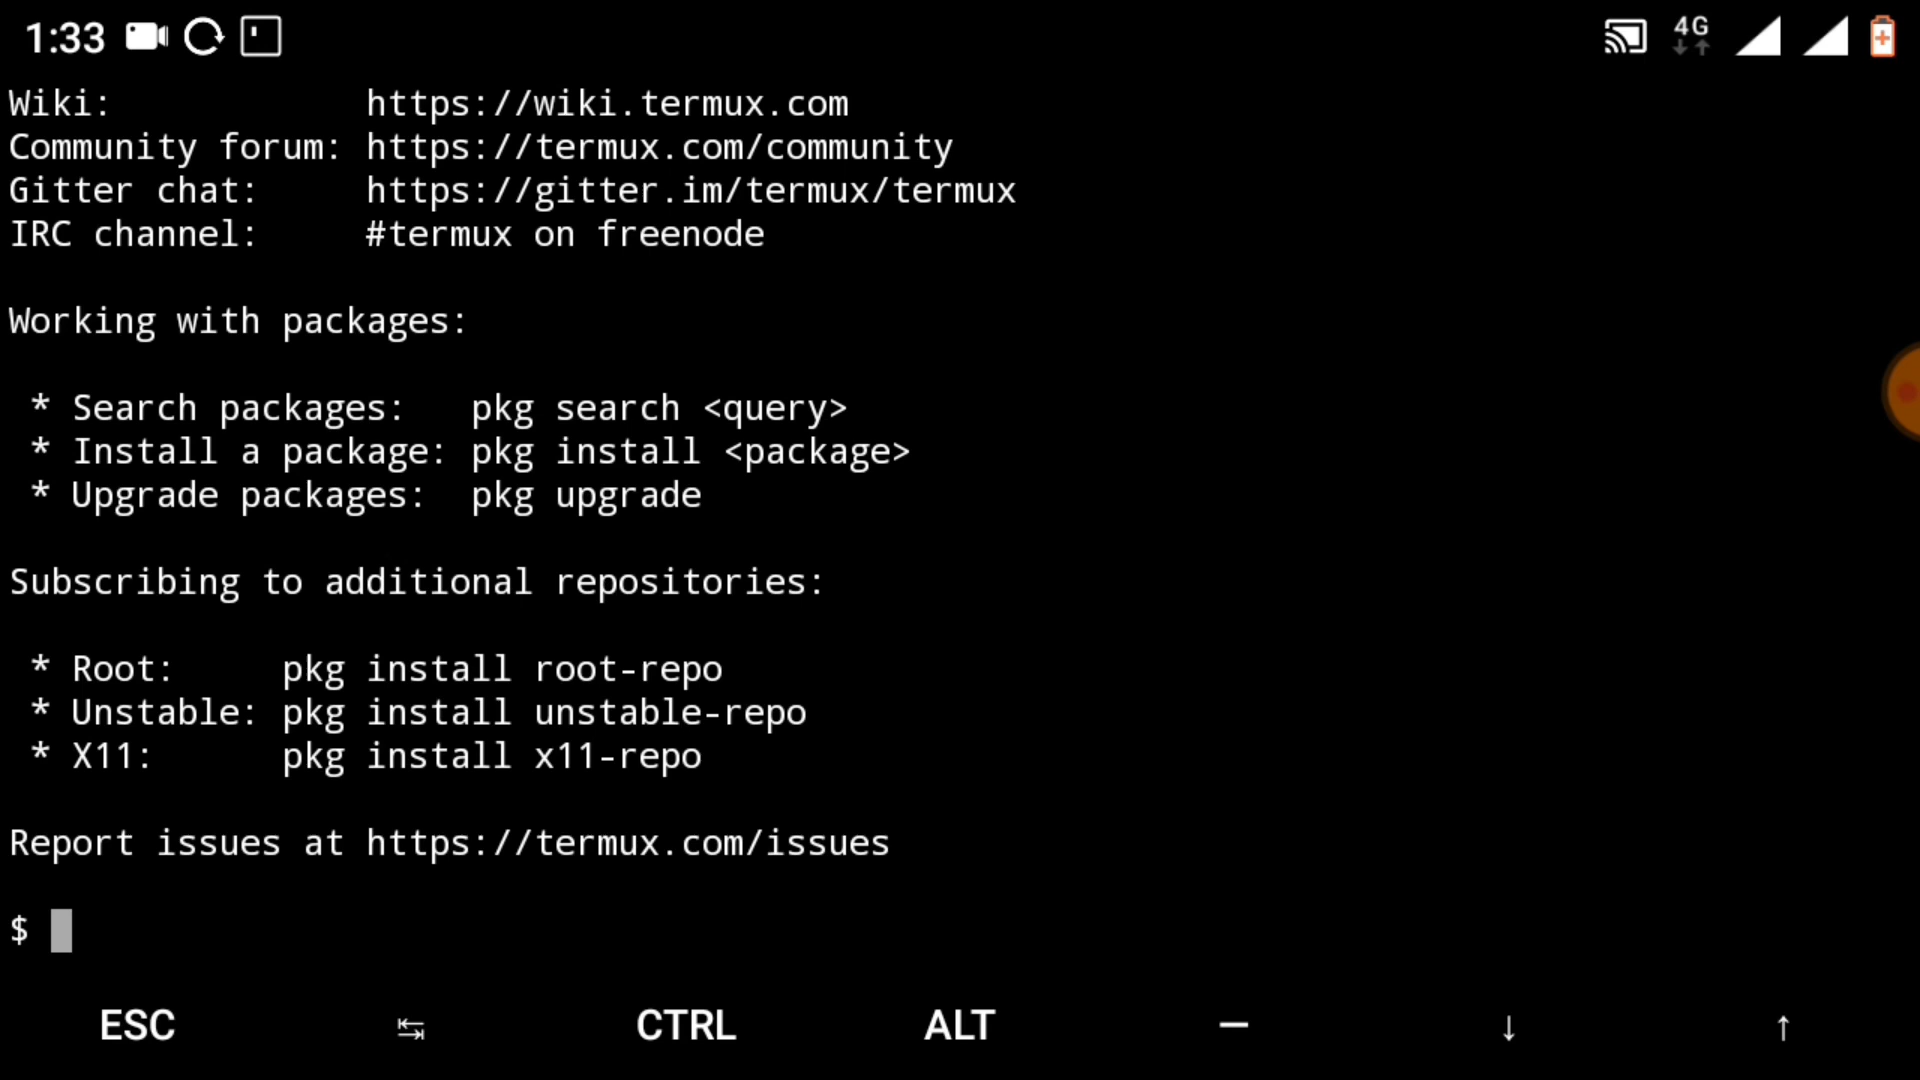 1:33
4G
Wiki:            https://wiki.termux.com
Community forum: https://termux.com/community
Gitter chat:     https://gitter.im/termux/termux
IRC channel:     #termux on freenode
Working with packages:
* Search packages:   pkg search <query>
* Install a package: pkg install <package>
* Upgrade packages:  pkg upgrade
Subscribing to additional repositories:
* Root:     pkg install root-repo
* Unstable: pkg install unstable-repo
* X11:      pkg install x11-repo
Report issues at https://termux.com/issues
$
ESC ↹ CTRL ALT — ↓ ↑